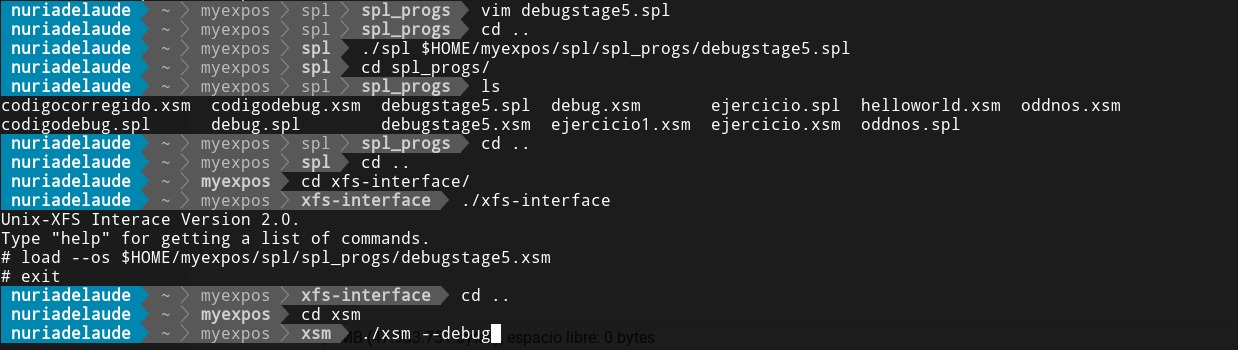 nuriadelaude ~ myexpos spl spl_progs vim debugstage5.spl
nuriadelaude ~ myexpos spl spl_progs cd ..
nuriadelaude ~ myexpos spl ./spl $HOME/myexpos/spl/spl_progs/debugstage5.spl
nuriadelaude ~ myexpos spl cd spl_progs/
nuriadelaude ~ myexpos spl spl_progs ls
codigocorregido.xsm codigodebug.xsm debugstage5.spl debug.xsm ejercicio.spl helloworld.xsm oddnos.xsm
codigodebug.spl debug.spl debugstage5.xsm ejercicio1.xsm ejercicio.xsm oddnos.spl
nuriadelaude ~ myexpos spl spl_progs cd ..
nuriadelaude ~ myexpos spl cd ..
nuriadelaude ~ myexpos cd xfs-interface/
nuriadelaude ~ myexpos xfs-interface ./xfs-interface
Unix-XFS Interace Version 2.0.
Type "help" for getting a list of commands.
# load --os $HOME/myexpos/spl/spl_progs/debugstage5.xsm
# exit
nuriadelaude ~ myexpos xfs-interface cd ..
nuriadelaude ~ myexpos cd xsm
nuriadelaude ~ myexpos xsm ./xsm --debug
espacio libre: 0 bytes